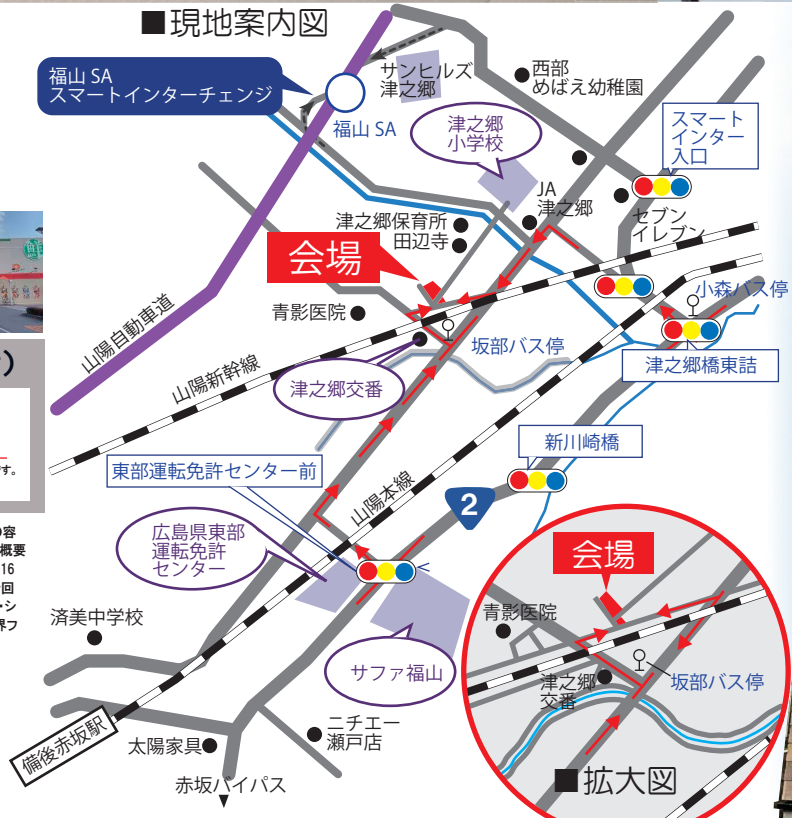 ■現地案内図
福山 SA
スマートインターチェンジ
サンヒルズ
津之郷
西部
めばえ幼稚園
福山 SA
津之郷
小学校
スマート
インター
入口
JA
津之郷
セブン
イレブン
津之郷保育所
田辺寺
会場
小森バス停
青影医院
山陽自動車道
坂部バス停
山陽新幹線
津之郷橋東詰
津之郷交番
新川崎橋
東部運転免許センター前
山陽本線
2
広島県東部
運転免許
センター
会場
済美中学校
青影医院
サファ福山
津之郷
交番
坂部バス停
備後赤坂駅
太陽家具
ニチエー
瀬戸店
■拡大図
赤坂バイパス
）
す。
容
概要
16
回
・シ
界フ